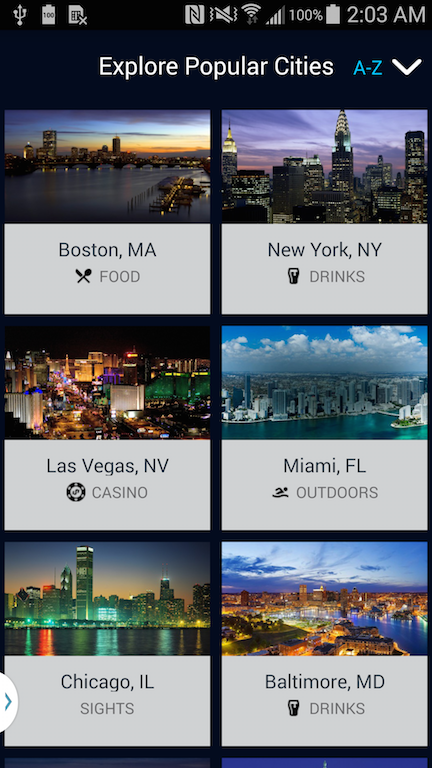 100
100% 2:03 AM
Explore Popular Cities A-Z
Boston, MA
FOOD
New York, NY
DRINKS
Las Vegas, NV
CASINO
Miami, FL
OUTDOORS
Chicago, IL
SIGHTS
Baltimore, MD
DRINKS